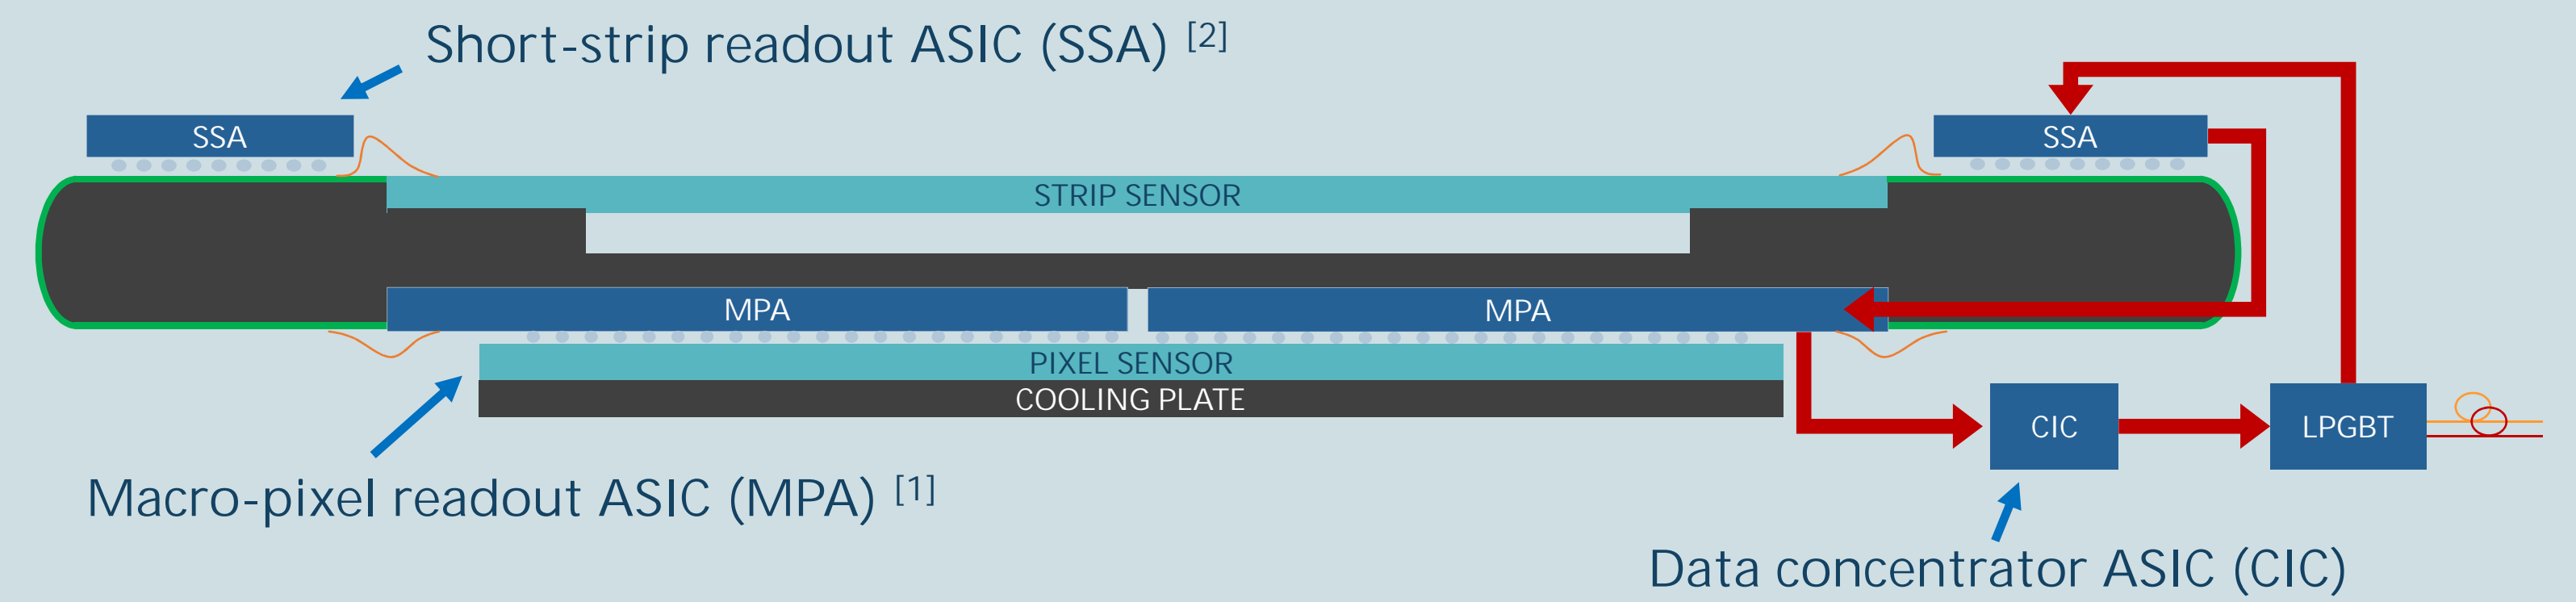 Short-strip readout ASIC (SSA) [2]
SSA
SSA
STRIP SENSOR
MPA
MPA
PIXEL SENSOR
COOLING PLATE
CIC
LPGBT
Macro-pixel readout ASIC (MPA) [1]
Data concentrator ASIC (CIC)